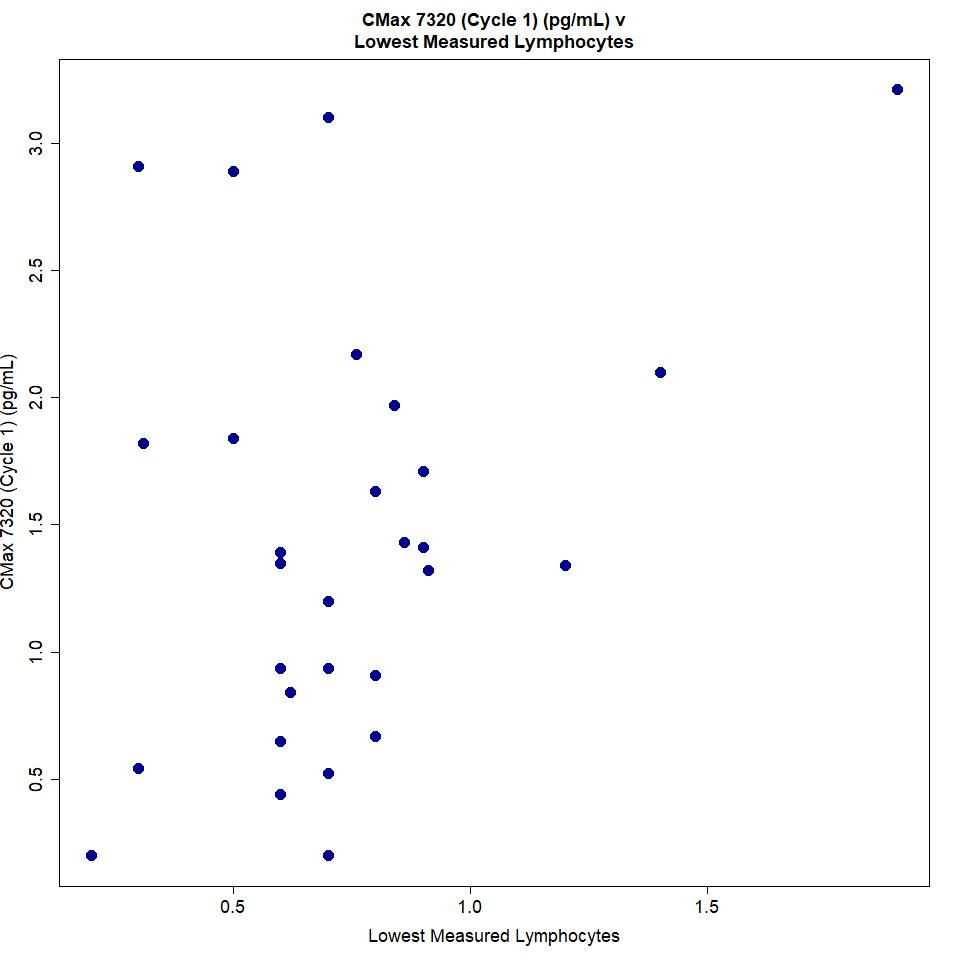 CMax 7320 (Cycle 1) (pg/mL) v
Lowest Measured Lymphocytes
3.0
2.5
2.0
1.5
1.0
0.5
CMax 7320 (Cycle 1) (pg/mL)
0.5
1.0
1.5
Lowest Measured Lymphocytes